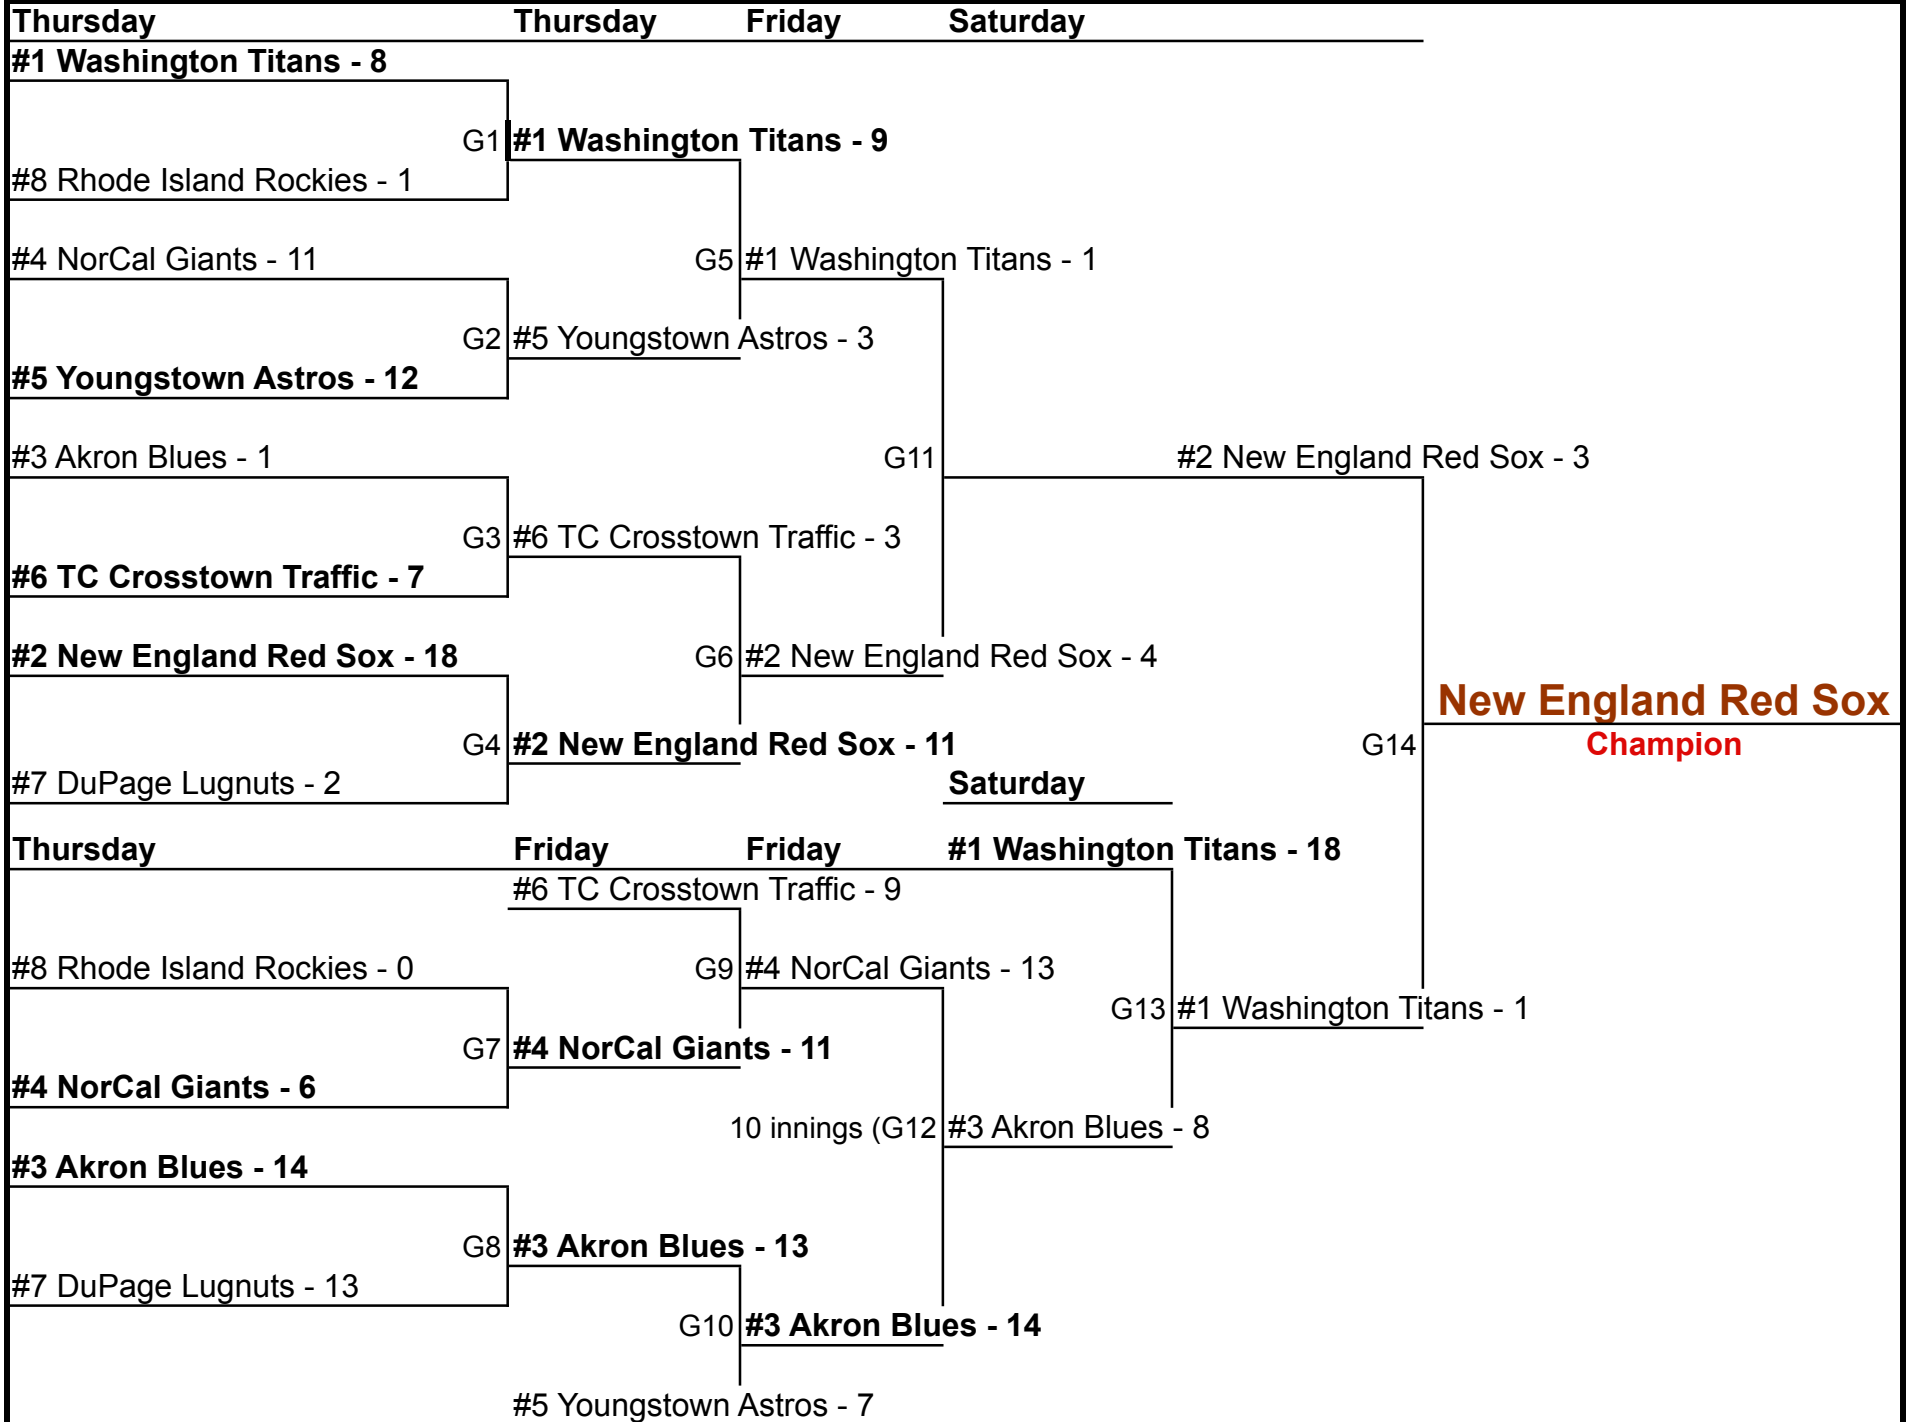 Thursday Thursday Friday Saturday
#1 Washington Titans - 8
G1 #1 Washington Titans - 9
#8 Rhode Island Rockies - 1
#4 NorCal Giants - 11 G5 #1 Washington Titans - 1
G2 #5 Youngstown Astros - 3
#5 Youngstown Astros - 12
#3 Akron Blues - 1 G11 #2 New England Red Sox - 3
G3 #6 TC Crosstown Traffic - 3
#6 TC Crosstown Traffic - 7
#2 New England Red Sox - 18 G6 #2 New England Red Sox - 4
New England Red Sox
G4 #2 New England Red Sox - 11 G14 Champion
#7 DuPage Lugnuts - 2 Saturday
Thursday Friday Friday #1 Washington Titans - 18
#6 TC Crosstown Traffic - 9
#8 Rhode Island Rockies - 0 G9 #4 NorCal Giants - 13
G13 #1 Washington Titans - 1
G7 #4 NorCal Giants - 11
#4 NorCal Giants - 6
10 innings (G12 #3 Akron Blues - 8
#3 Akron Blues - 14
G8 #3 Akron Blues - 13
#7 DuPage Lugnuts - 13
G10 #3 Akron Blues - 14
#5 Youngstown Astros - 7